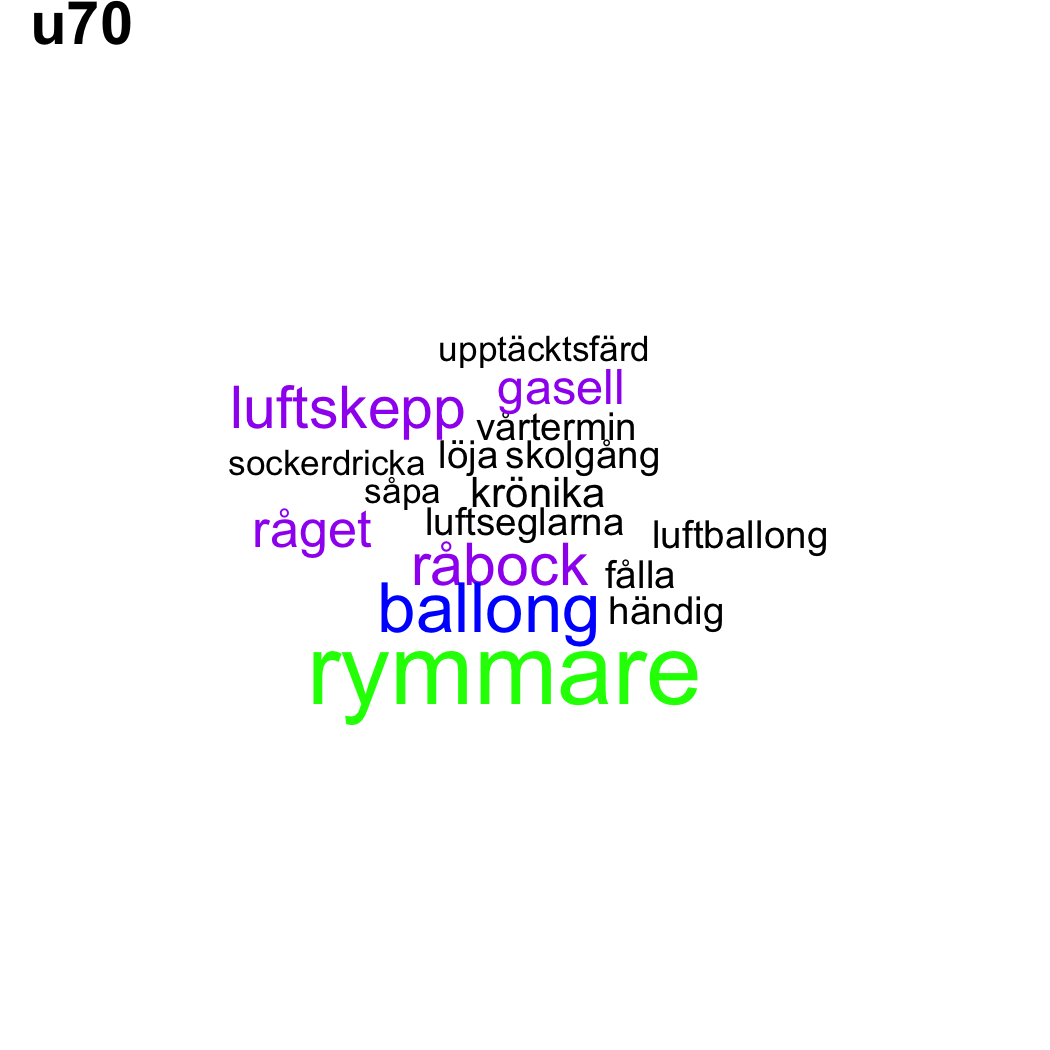 u70
upptäcktsfärd
gasell
luftskepp
vårtermin
sockerdricka löja skolgång
såpa krönika
råget luftseglarna luftballong
råbock fålla
ballong händig
rymmare